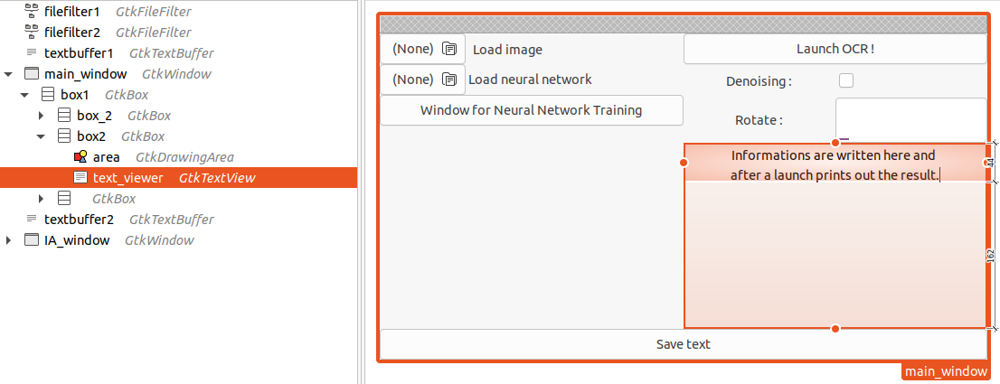 filefilter1 GtkFileFilter
filefilter2 GtkFileFilter
textbuffer1 GtkTextBuffer
main_window GtkWindow
box1 GtkBox
box_2 GtkBox
box2 GtkBox
area GtkDrawingArea
text_viewer GtkTextView
GtkBox
textbuffer2 GtkTextBuffer
IA_window GtkWindow
(None) Load image
Launch OCR !
(None) Load neural network
Denoising :
Window for Neural Network Training
Rotate :
Informations are written here and
after a launch prints out the result.
44
162
Save text
main_window